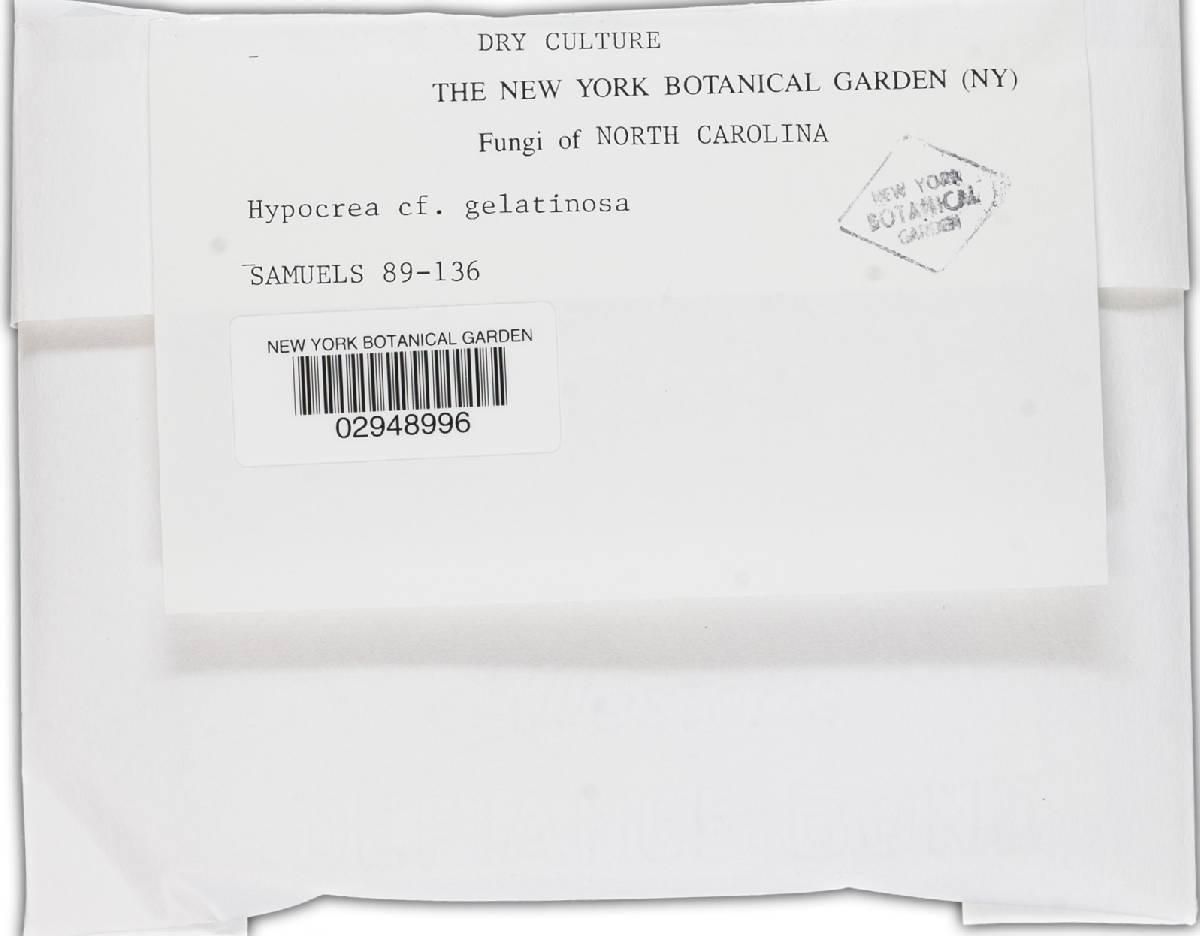 DRY CULTURE
THE NEW YORK BOTANICAL GARDEN (NY)
Fungi of NORTH CAROLINA
NEW YORK
BOTANICAL
GARDEN
Hypocrea cf. gelatinosa
SAMUELS 89-136
NEW YORK BOTANICAL GARDEN
02948996